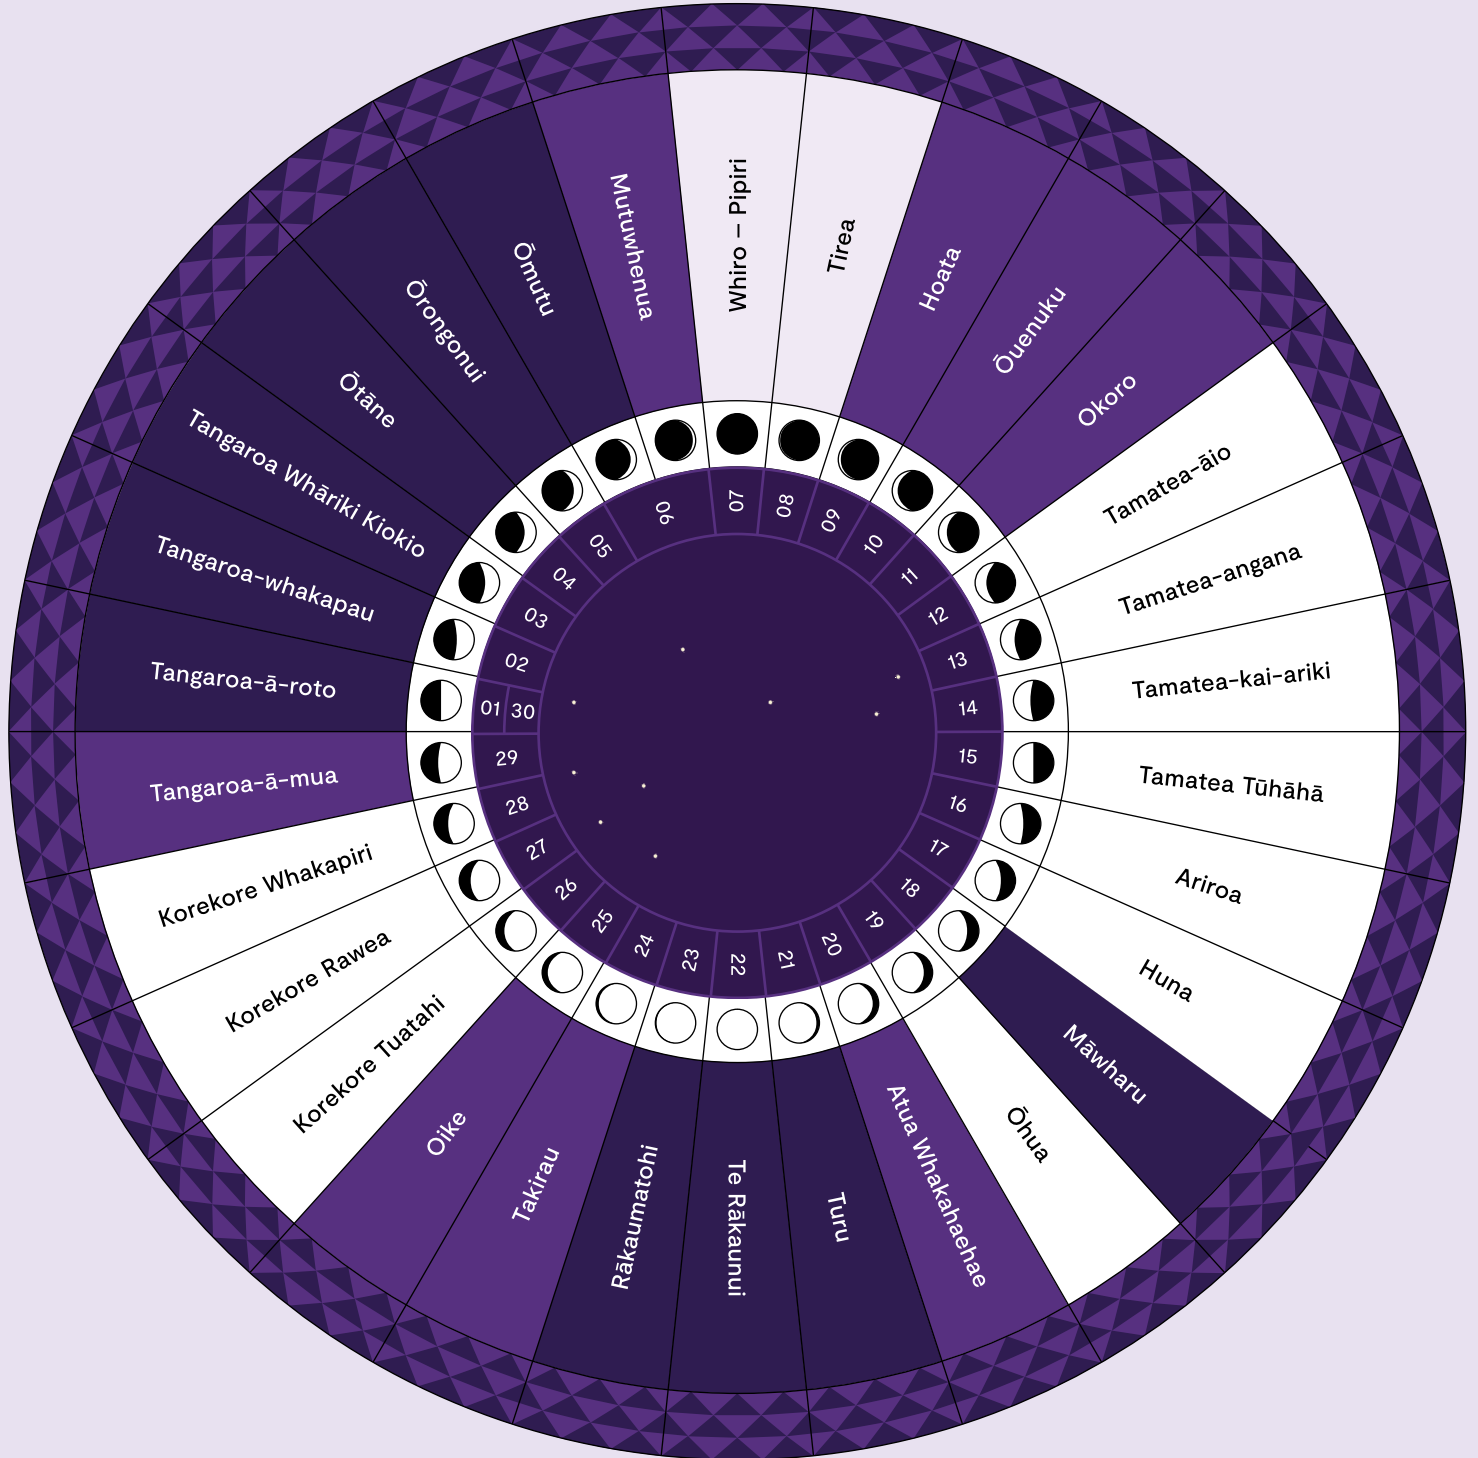 Whiro – Pipiri
Tirea
Hoata
Ōuenuku
Okoro
Tamatea-āio
Tamatea-angana
Tamatea-kai-ariki
Tamatea Tūhāhā
Ariroa
Huna
Māwharu
Ōhua
Atua Whakahaehae
Turu
Te Rākaunui
Rākaumatohi
Takirau
Oike
Korekore Tuatahi
Korekore Rawea
Korekore Whakapiri
Tangaroa-ā-mua
Tangaroa-ā-roto
Tangaroa-whakapau
Tangaroa Whāriki Kiokio
Ōtāne
Ōrongonui
Ōmutu
Mutuwhenua
07
08
09
10
11
12
13
14
15
16
17
18
19
20
21
22
23
24
25
26
27
28
29
01 30
02
03
04
05
06